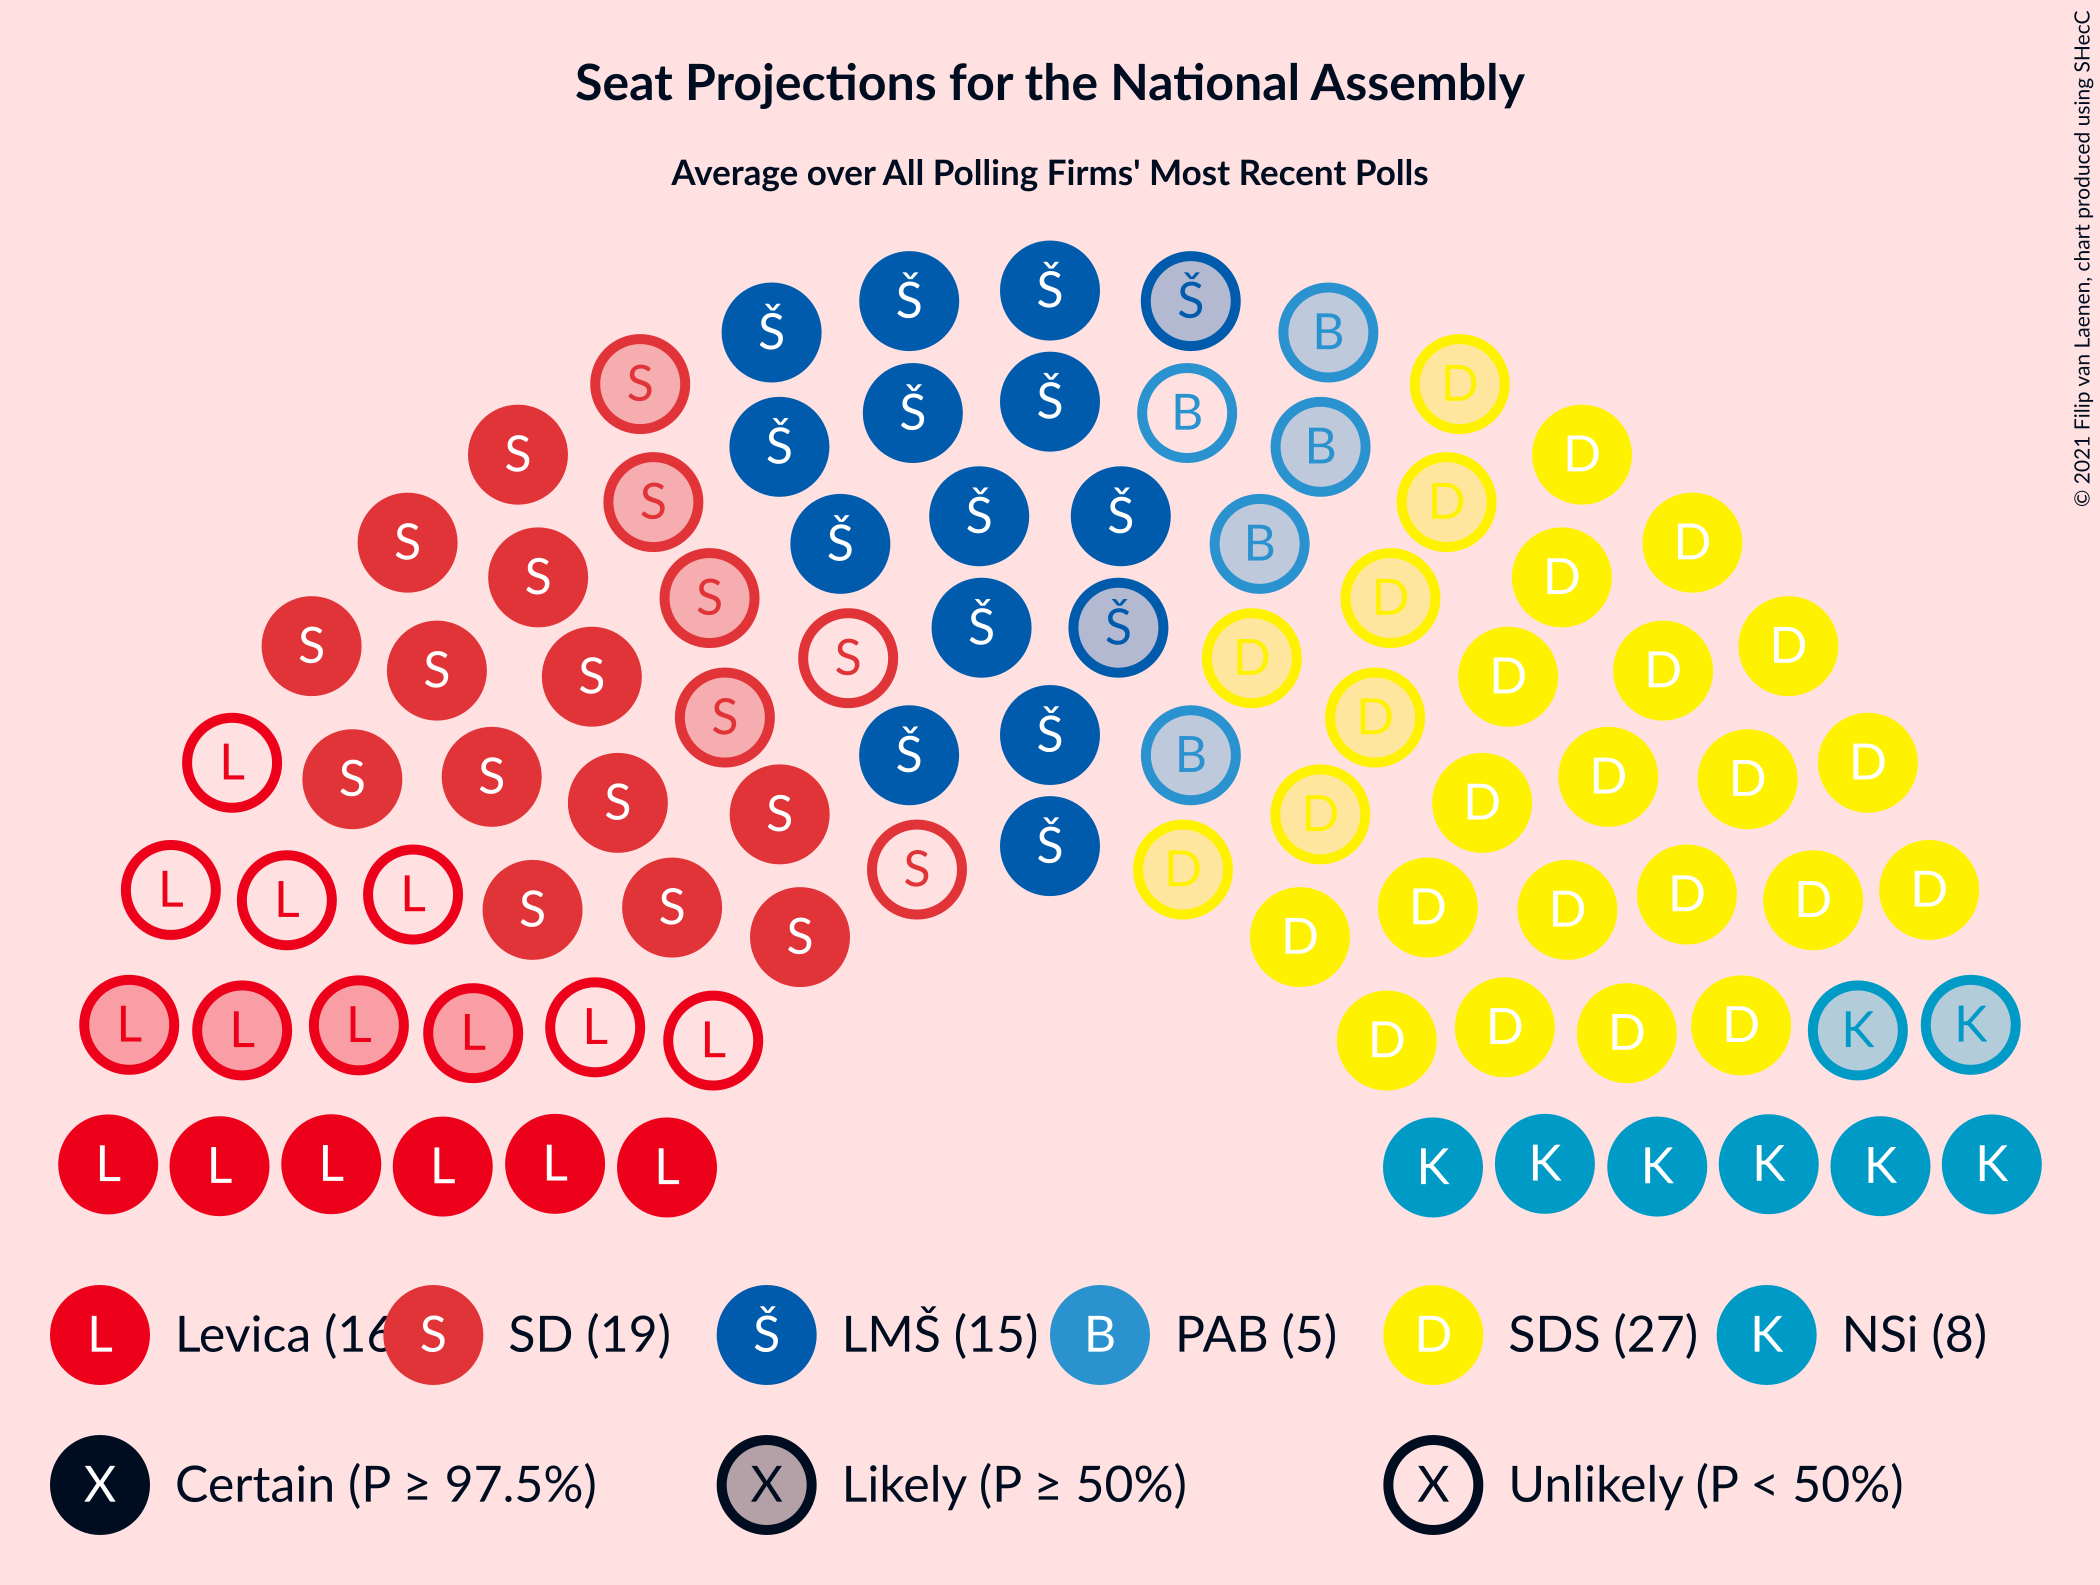 Seat Projections for the National Assembly
Average over All Polling Firms' Most Recent Polls
© 2021 Filip van Laenen, chart produced using SHecC
Š Š Š Š B
S Š Š Š B B D
S S Š Š Š B D D
S S S S Š Š D D D D
S S S S Š Š B D D D D
L S S S S S Š D D D D D D
L L L S S S D D D D D D
L L L L L L D D D D K K
L L L L L L K K K K K K
L Levica (16 S SD (19) Š LMŠ (15) B PAB (5) D SDS (27) K NSi (8)
X Certain (P ≥ 97.5%) X Likely (P ≥ 50%) X Unlikely (P < 50%)